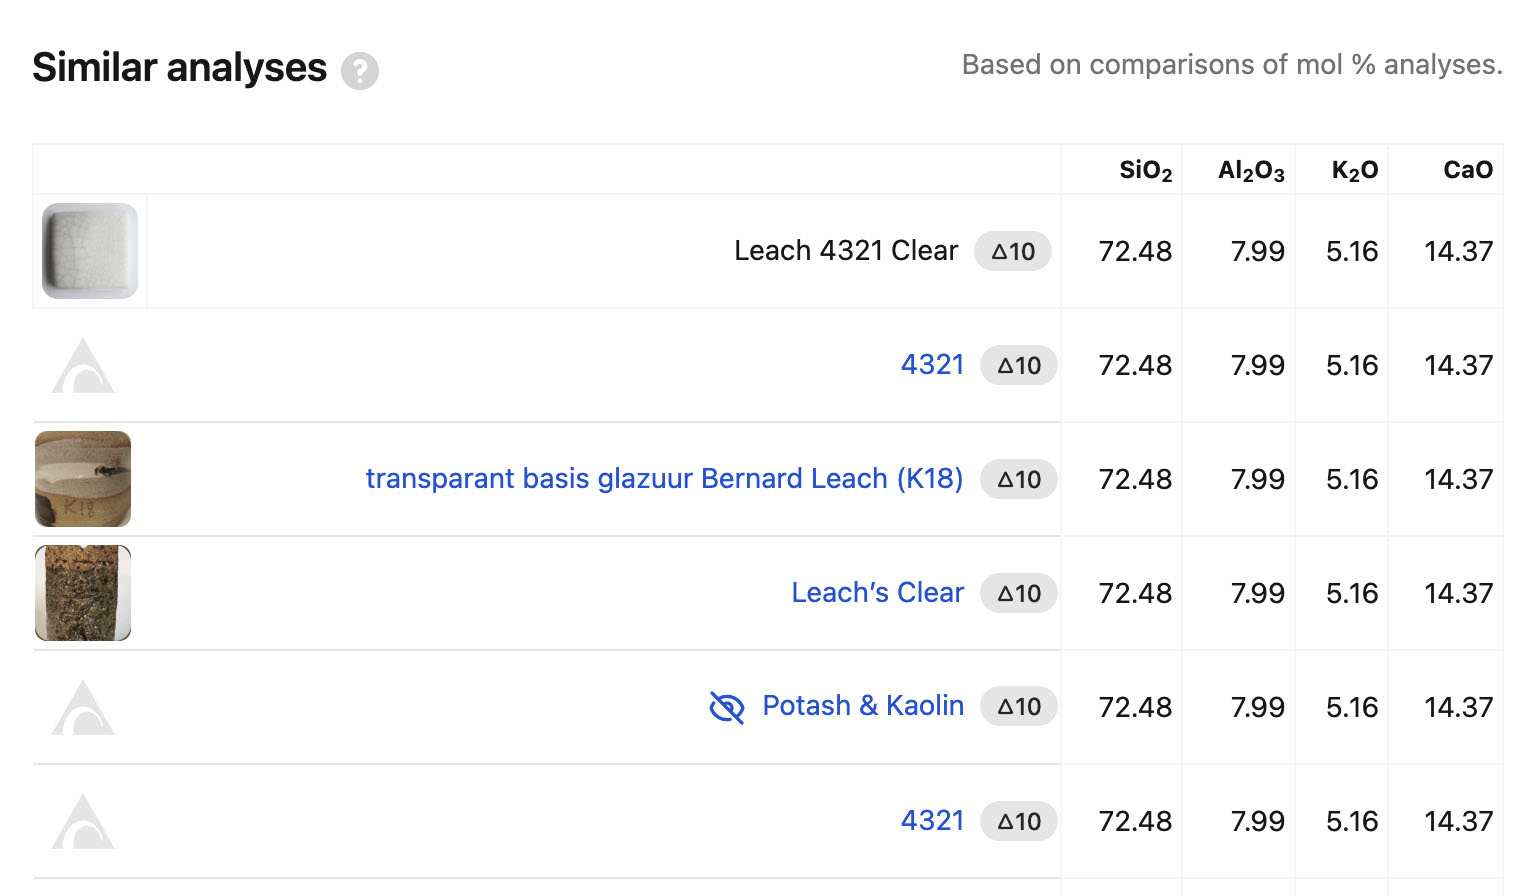 Similar analyses ?
Based on comparisons of mol % analyses.
SiO₂ Al₂O₃ K₂O CaO
Leach 4321 Clear Δ10 72.48 7.99 5.16 14.37
4321 Δ10 72.48 7.99 5.16 14.37
transparant basis glazuur Bernard Leach (K18) Δ10 72.48 7.99 5.16 14.37
K18
Leach’s Clear Δ10 72.48 7.99 5.16 14.37
Potash & Kaolin Δ10 72.48 7.99 5.16 14.37
4321 Δ10 72.48 7.99 5.16 14.37